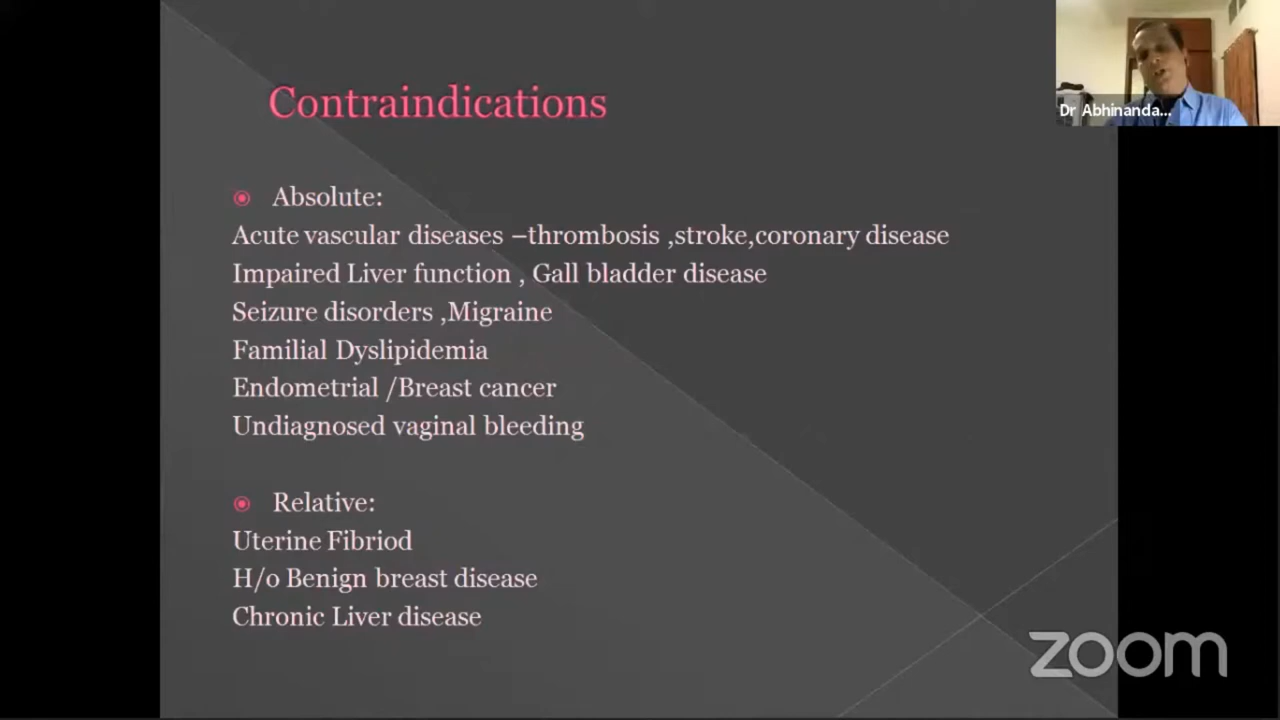 Contraindications
Dr Abhinanda...
Absolute:
Acute vascular diseases –thrombosis ,stroke,coronary disease
Impaired Liver function , Gall bladder disease
Seizure disorders ,Migraine
Familial Dyslipidemia
Endometrial /Breast cancer
Undiagnosed vaginal bleeding
Relative:
Uterine Fibriod
H/o Benign breast disease
Chronic Liver disease
zoom